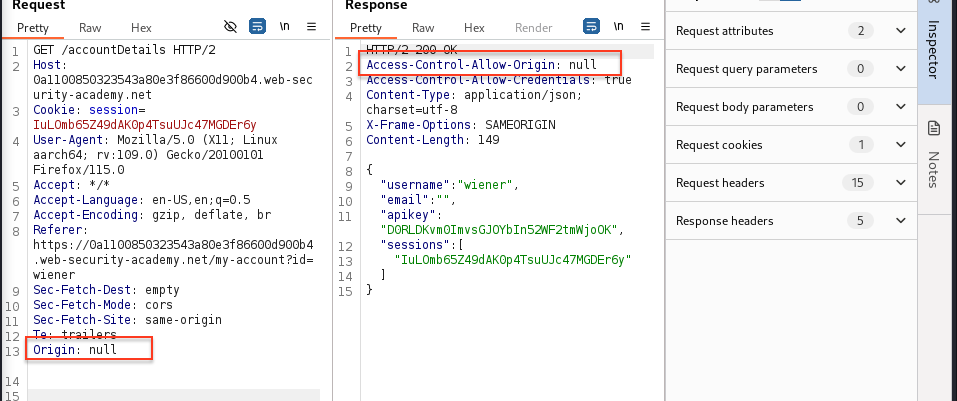 Request
Response
Pretty Raw Hex \n
Pretty Raw Hex Render \n
1 GET /accountDetails HTTP/2
2 Host:
0a1100850323543a80e3f86600d900b4.web-sec
urity-academy.net
3 Cookie: session=
IuLOmb65Z49dAK0p4TsuUJc47MGDEr6y
4 User-Agent: Mozilla/5.0 (X11; Linux
aarch64; rv:109.0) Gecko/20100101
Firefox/115.0
5 Accept: */*
6 Accept-Language: en-US,en;q=0.5
7 Accept-Encoding: gzip, deflate, br
8 Referer:
https://0a1100850323543a80e3f86600d900b4
.web-security-academy.net/my-account?id=
wiener
9 Sec-Fetch-Dest: empty
10 Sec-Fetch-Mode: cors
11 Sec-Fetch-Site: same-origin
12 Te: trailers
13 Origin: null
14
15
1 HTTP/2 200 OK
2 Access-Control-Allow-Origin: null
3 Access-Control-Allow-Credentials: true
4 Content-Type: application/json;
charset=utf-8
5 X-Frame-Options: SAMEORIGIN
6 Content-Length: 149
7
8 {
9 "username":"wiener",
10 "email":"",
11 "apikey":
"DORLDKvm0ImvsGJOYbIn52WF2tmWjoOK",
12 "sessions":[
13 "IuLOmb65Z49dAK0p4TsuUJc47MGDEr6y"
14 ]
15 }
Request attributes 2
Request query parameters 0
Request body parameters 0
Request cookies 1
Request headers 15
Response headers 5
Inspector
Notes